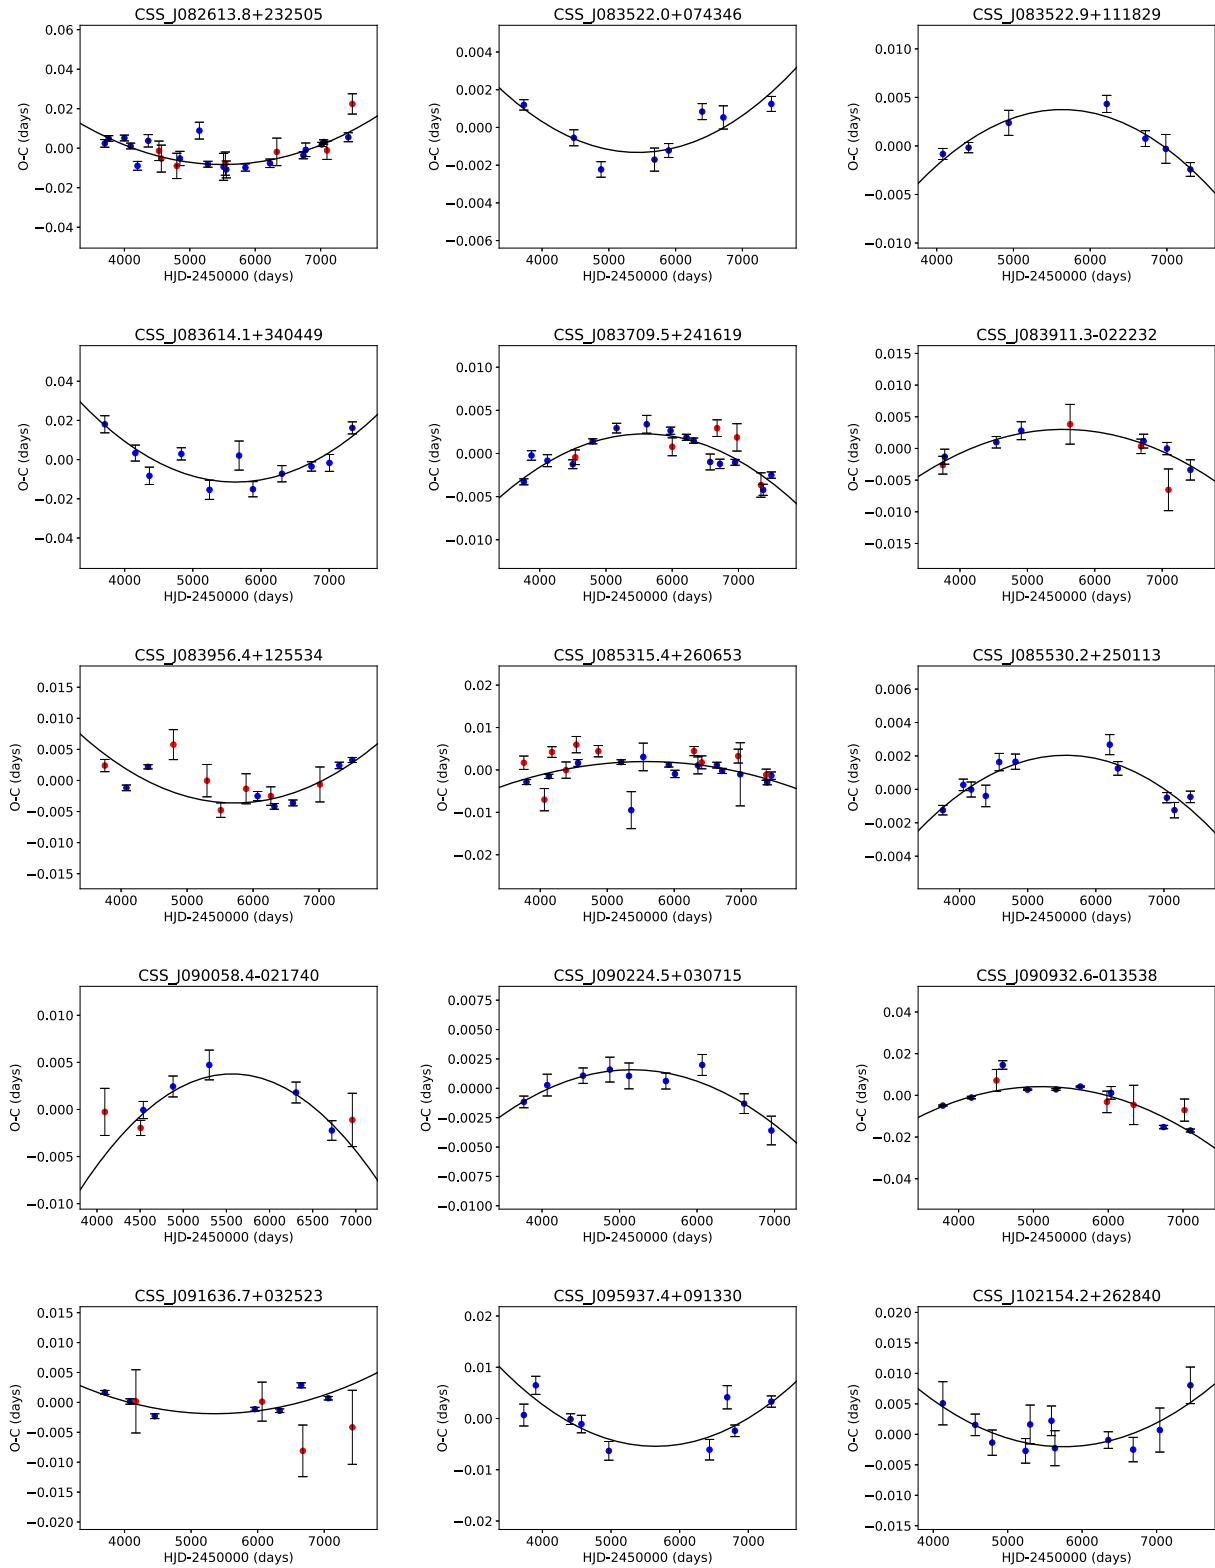 CSS_J082613.8+232505
0.06
0.04
0.02
0.00
−0.02
−0.04
O-C (days)
4000 5000 6000 7000
HJD-2450000 (days)
CSS_J083522.0+074346
0.004
0.002
0.000
−0.002
−0.004
−0.006
O-C (days)
4000 5000 6000 7000
HJD-2450000 (days)
CSS_J083522.9+111829
0.010
0.005
0.000
−0.005
−0.010
O-C (days)
4000 5000 6000 7000
HJD-2450000 (days)
CSS_J083614.1+340449
0.04
0.02
0.00
−0.02
−0.04
O-C (days)
4000 5000 6000 7000
HJD-2450000 (days)
CSS_J083709.5+241619
0.010
0.005
0.000
−0.005
−0.010
O-C (days)
4000 5000 6000 7000
HJD-2450000 (days)
CSS_J083911.3-022232
0.015
0.010
0.005
0.000
−0.005
−0.010
−0.015
O-C (days)
4000 5000 6000 7000
HJD-2450000 (days)
CSS_J083956.4+125534
0.015
0.010
0.005
0.000
−0.005
−0.010
−0.015
O-C (days)
4000 5000 6000 7000
HJD-2450000 (days)
CSS_J085315.4+260653
0.02
0.01
0.00
−0.01
−0.02
O-C (days)
4000 5000 6000 7000
HJD-2450000 (days)
CSS_J085530.2+250113
0.006
0.004
0.002
0.000
−0.002
−0.004
O-C (days)
4000 5000 6000 7000
HJD-2450000 (days)
CSS_J090058.4-021740
0.010
0.005
0.000
−0.005
−0.010
O-C (days)
4000 4500 5000 5500 6000 6500 7000
HJD-2450000 (days)
CSS_J090224.5+030715
0.0075
0.0050
0.0025
0.0000
−0.0025
−0.0050
−0.0075
−0.0100
O-C (days)
4000 5000 6000 7000
HJD-2450000 (days)
CSS_J090932.6-013538
0.04
0.02
0.00
−0.02
−0.04
O-C (days)
4000 5000 6000 7000
HJD-2450000 (days)
CSS_J091636.7+032523
0.015
0.010
0.005
0.000
−0.005
−0.010
−0.015
−0.020
O-C (days)
4000 5000 6000 7000
HJD-2450000 (days)
CSS_J095937.4+091330
0.02
0.01
0.00
−0.01
−0.02
O-C (days)
4000 5000 6000 7000
HJD-2450000 (days)
CSS_J102154.2+262840
0.020
0.015
0.010
0.005
0.000
−0.005
−0.010
−0.015
O-C (days)
4000 5000 6000 7000
HJD-2450000 (days)